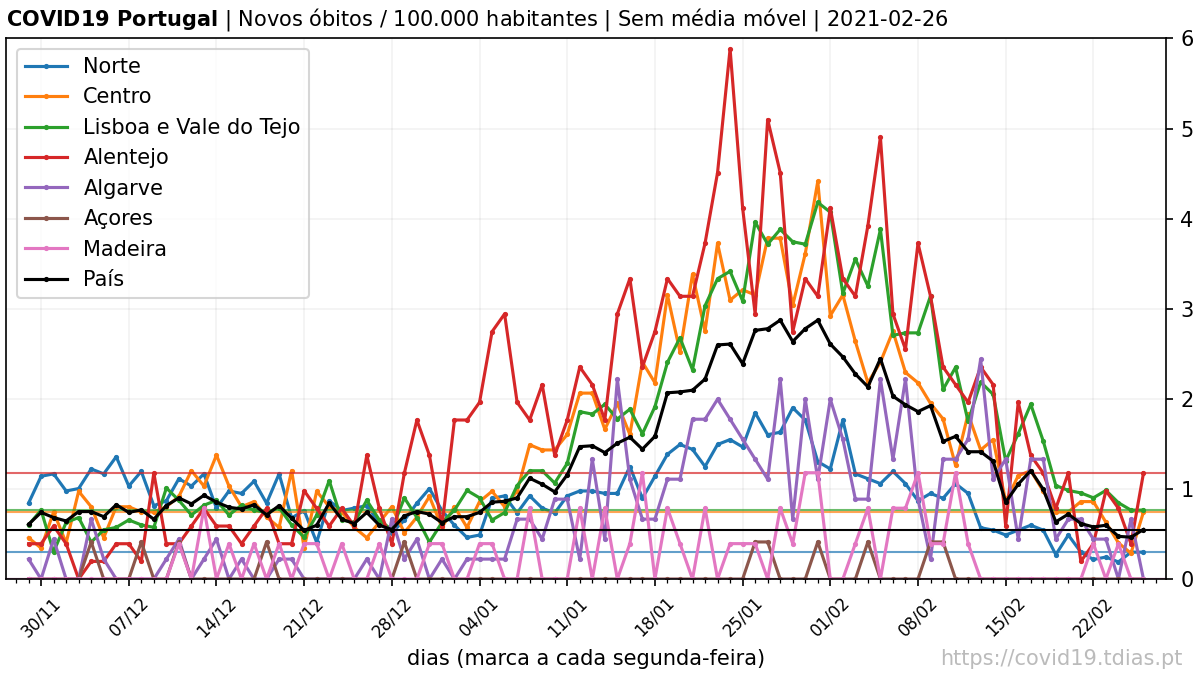 COVID19 Portugal | Novos óbitos / 100.000 habitantes | Sem média móvel | 2021-02-26
Norte
Centro
Lisboa e Vale do Tejo
Alentejo
Algarve
Açores
Madeira
País
6
5
4
3
2
1
0
30/11
07/12
14/12
21/12
28/12
04/01
11/01
18/01
25/01
01/02
08/02
15/02
22/02
dias (marca a cada segunda-feira)
https://covid19.tdias.pt